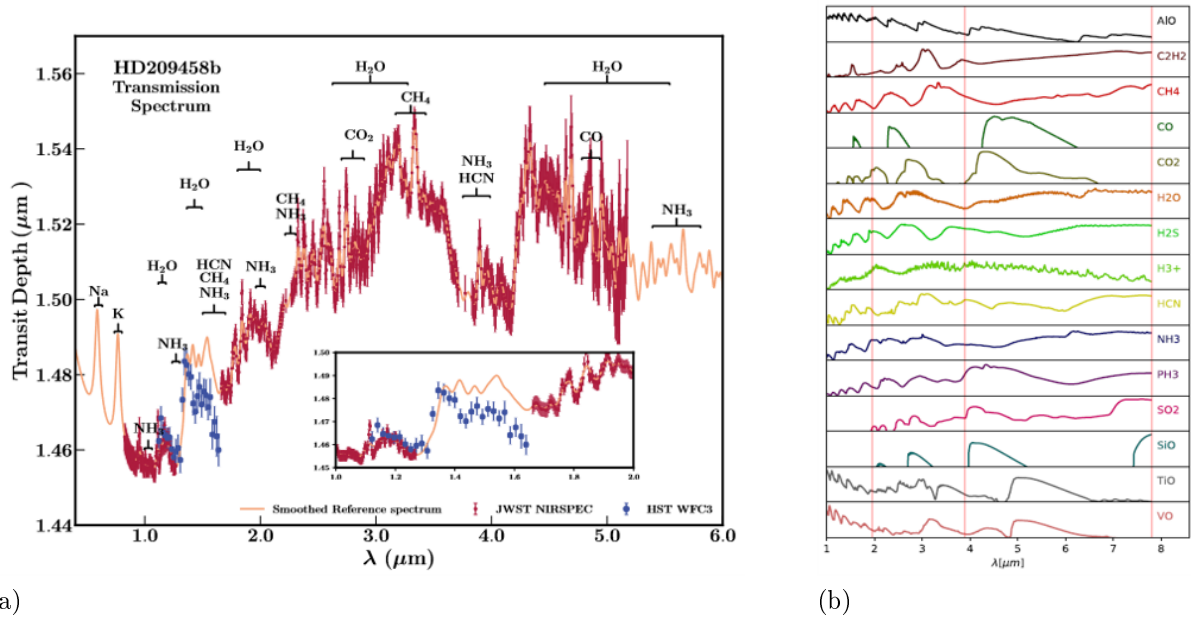 HD209458b
Transmission
Spectrum
Transit Depth (μm)
1.56
1.54
1.52
1.50
1.48
1.46
1.44
Na
K
NH₃
H₂O
NH₃
H₂O
HCN
CH₄
NH₃
H₂O
NH₃
CH₄
NH₃
H₂O
CO₂
CH₄
NH₃
HCN
H₂O
CO
NH₃
1.50
1.49
1.48
1.47
1.46
1.45
1.0
1.2
1.4
1.6
1.8
2.0
Smoothed Reference spectrum
JWST NIRSPEC
HST WFC3
1.0
2.0
3.0
4.0
5.0
6.0
λ (μm)
a)
AlO
C2H2
CH4
CO
CO2
H2O
H2S
H3+
HCN
NH3
PH3
SO2
SiO
TiO
VO
1
2
3
4
5
6
7
8
λ[μm]
(b)